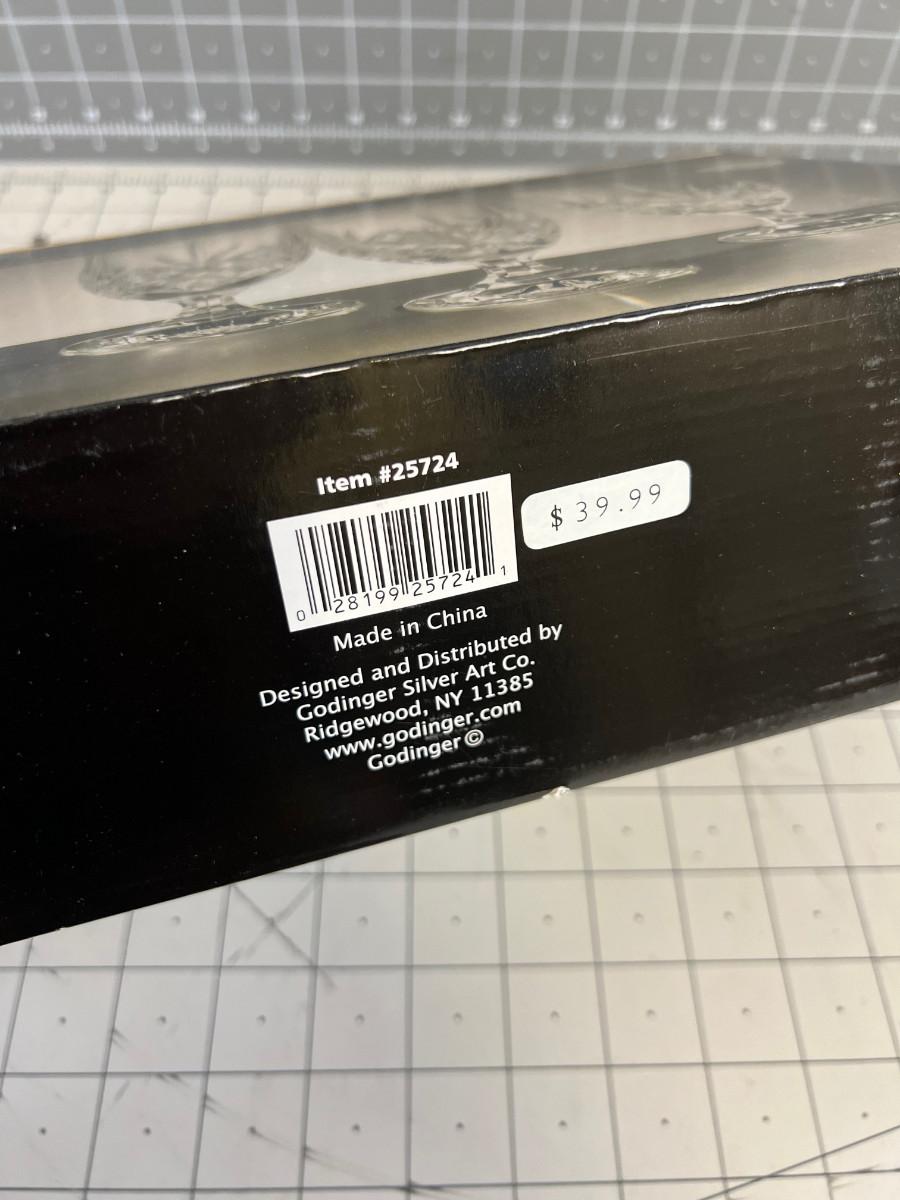 Item #25724
$ 39.99
0 28199 25724 1
Made in China
Designed and Distributed by
Godinger Silver Art Co.
Ridgewood, NY 11385
www.godinger.com
Godinger©